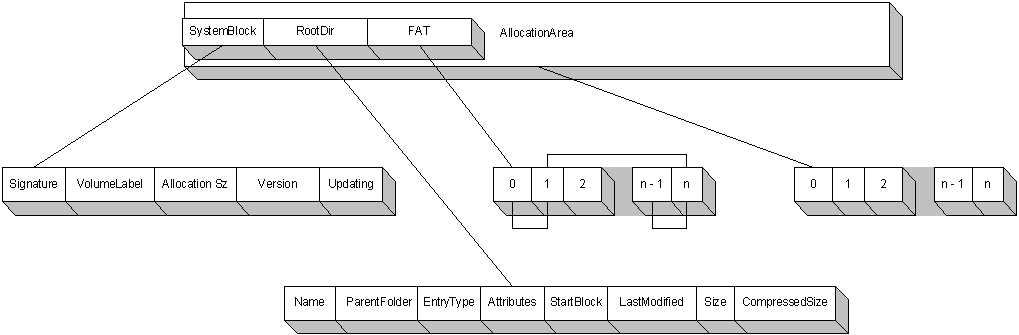 SystemBlock RootDir FAT AllocationArea
Signature VolumeLabel Allocation Sz Version Updating
0 1 2 n - 1 n
0 1 2 n - 1 n
Name ParentFolder EntryType Attributes StartBlock LastModified Size CompressedSize